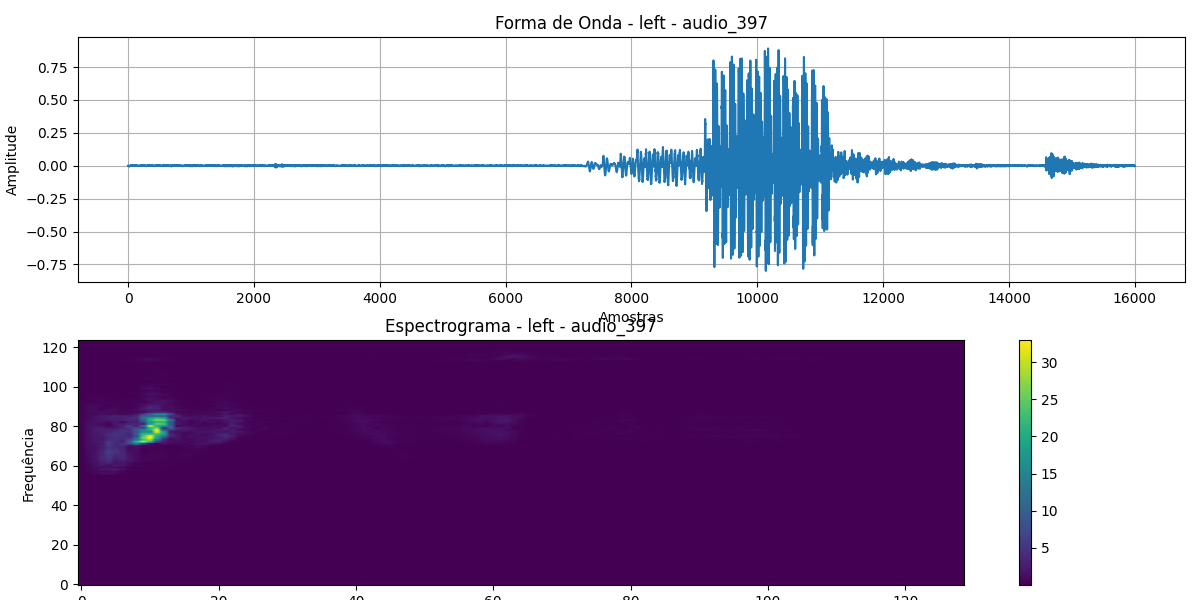 Forma de Onda - left - audio_397
Amplitude
0.75
0.50
0.25
0.00
−0.25
−0.50
−0.75
0 2000 4000 6000 8000 10000 12000 14000 16000
Amostras
Espectrograma - left - audio_397
Frequência
120
100
80
60
40
20
0
0 20 40 60 80 100 120
30
25
20
15
10
5